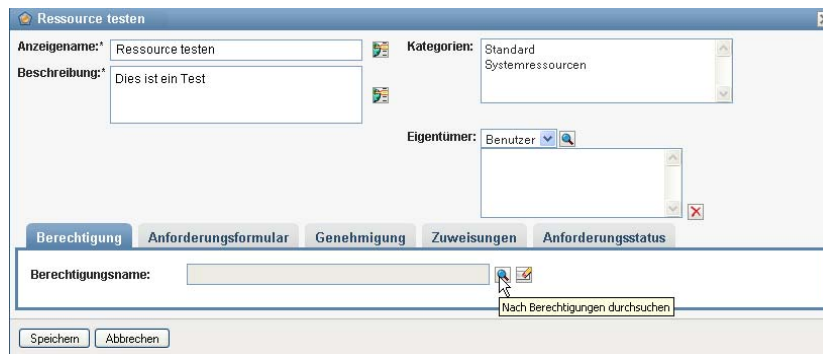 Ressource testen
Anzeigename:* Ressource testen
Kategorien: Standard
Systemressourcen
Beschreibung:* Dies ist ein Test
Eigentümer: Benutzer
Berechtigung Anforderungsformular Genehmigung Zuweisungen Anforderungsstatus
Berechtigungsname:
Nach Berechtigungen durchsuchen
Speichern Abbrechen